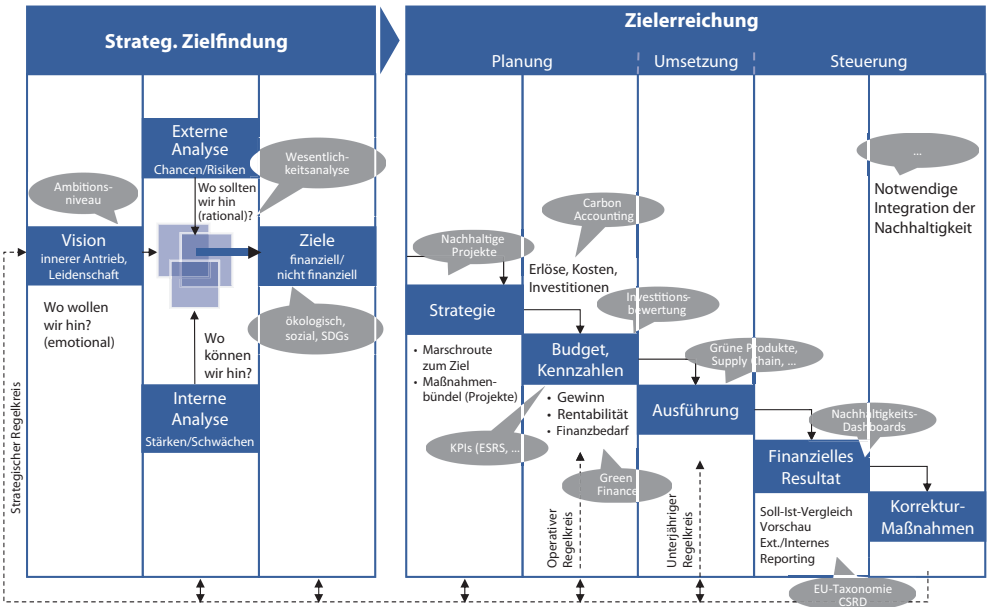 Strateg. Zielfindung
Zielerreichung
Planung
Umsetzung
Steuerung
Externe
Analyse
Chancen/Risiken
Wesentlich-
keitsanalyse
Ambitions-
niveau
Wo sollten
wir hin
(rational)?
Vision
innerer Antrieb,
Leidenschaft
Ziele
finanziell/
nicht finanziell
Wo wollen
wir hin?
(emotional)
ökologisch,
sozial, SDGs
Wo
können
wir hin?
Interne
Analyse
Stärken/Schwächen
Strategischer Regelkreis
Nachhaltige
Projekte
Strategie
• Marschroute
zum Ziel
• Maßnahmen-
bündel (Projekte)
Carbon
Accounting
Erlöse, Kosten,
Investitionen
Investitions-
bewertung
Budget,
Kennzahlen
• Gewinn
• Rentabilität
• Finanzbedarf
KPIs (ESRS, ...
Green
Finance
Operativer
Regelkreis
Grüne Produkte,
Supply Chain, ...
Ausführung
Unterjähriger
Regelkreis
Nachhaltigkeits-
Dashboards
Finanzielles
Resultat
Soll-Ist-Vergleich
Vorschau
Ext./Internes
Reporting
EU-Taxonomie
CSRD
...
Notwendige
Integration der
Nachhaltigkeit
Korrektur-
Maßnahmen